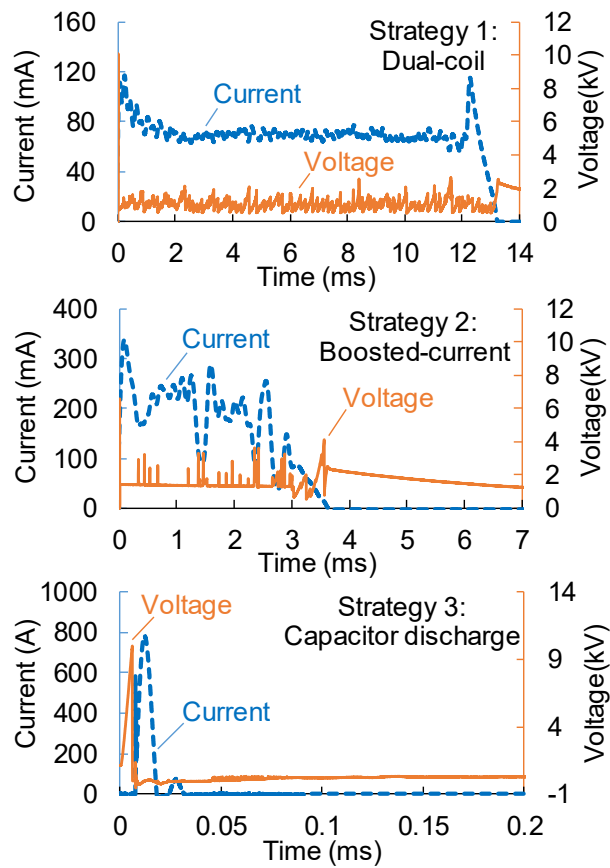 160
120
80
40
0
Current (mA)
Strategy 1:
Dual-coil
Current
Voltage
12
10
8
6
4
2
0
Voltage(kV)
0 2 4 6 8 10 12 14
Time (ms)
400
300
200
100
0
Current (mA)
Strategy 2:
Boosted-current
Current
Voltage
12
10
8
6
4
2
0
Voltage(kV)
0 1 2 3 4 5 6 7
Time (ms)
1000
800
600
400
200
0
Current (A)
Voltage
Strategy 3:
Capacitor discharge
Current
14
9
4
-1
Voltage(kV)
0 0.05 0.1 0.15 0.2
Time (ms)